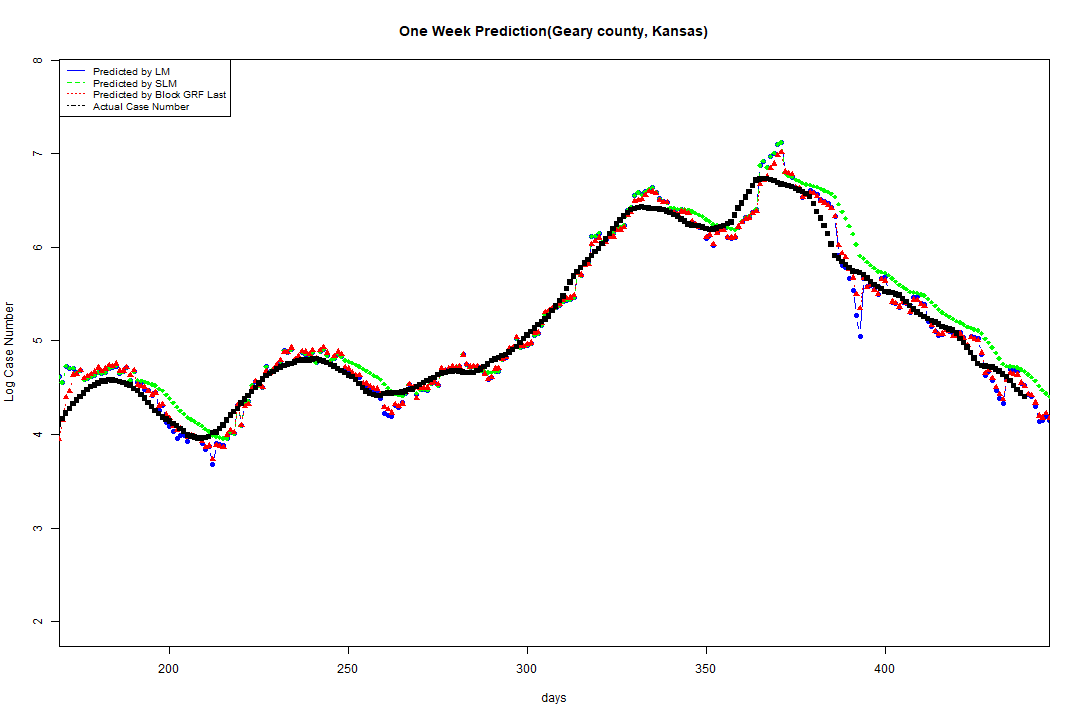 One Week Prediction(Geary county, Kansas)
Predicted by LM
Predicted by SLM
Predicted by Block GRF Last
Actual Case Number
8
7
6
5
4
3
2
Log Case Number
200 250 300 350 400
days